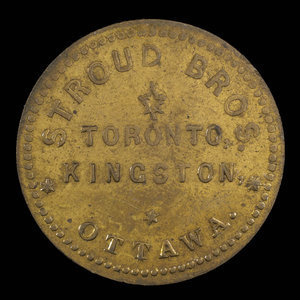 STROUD BROS.
TORONTO,
KINGSTON,
OTTAWA.